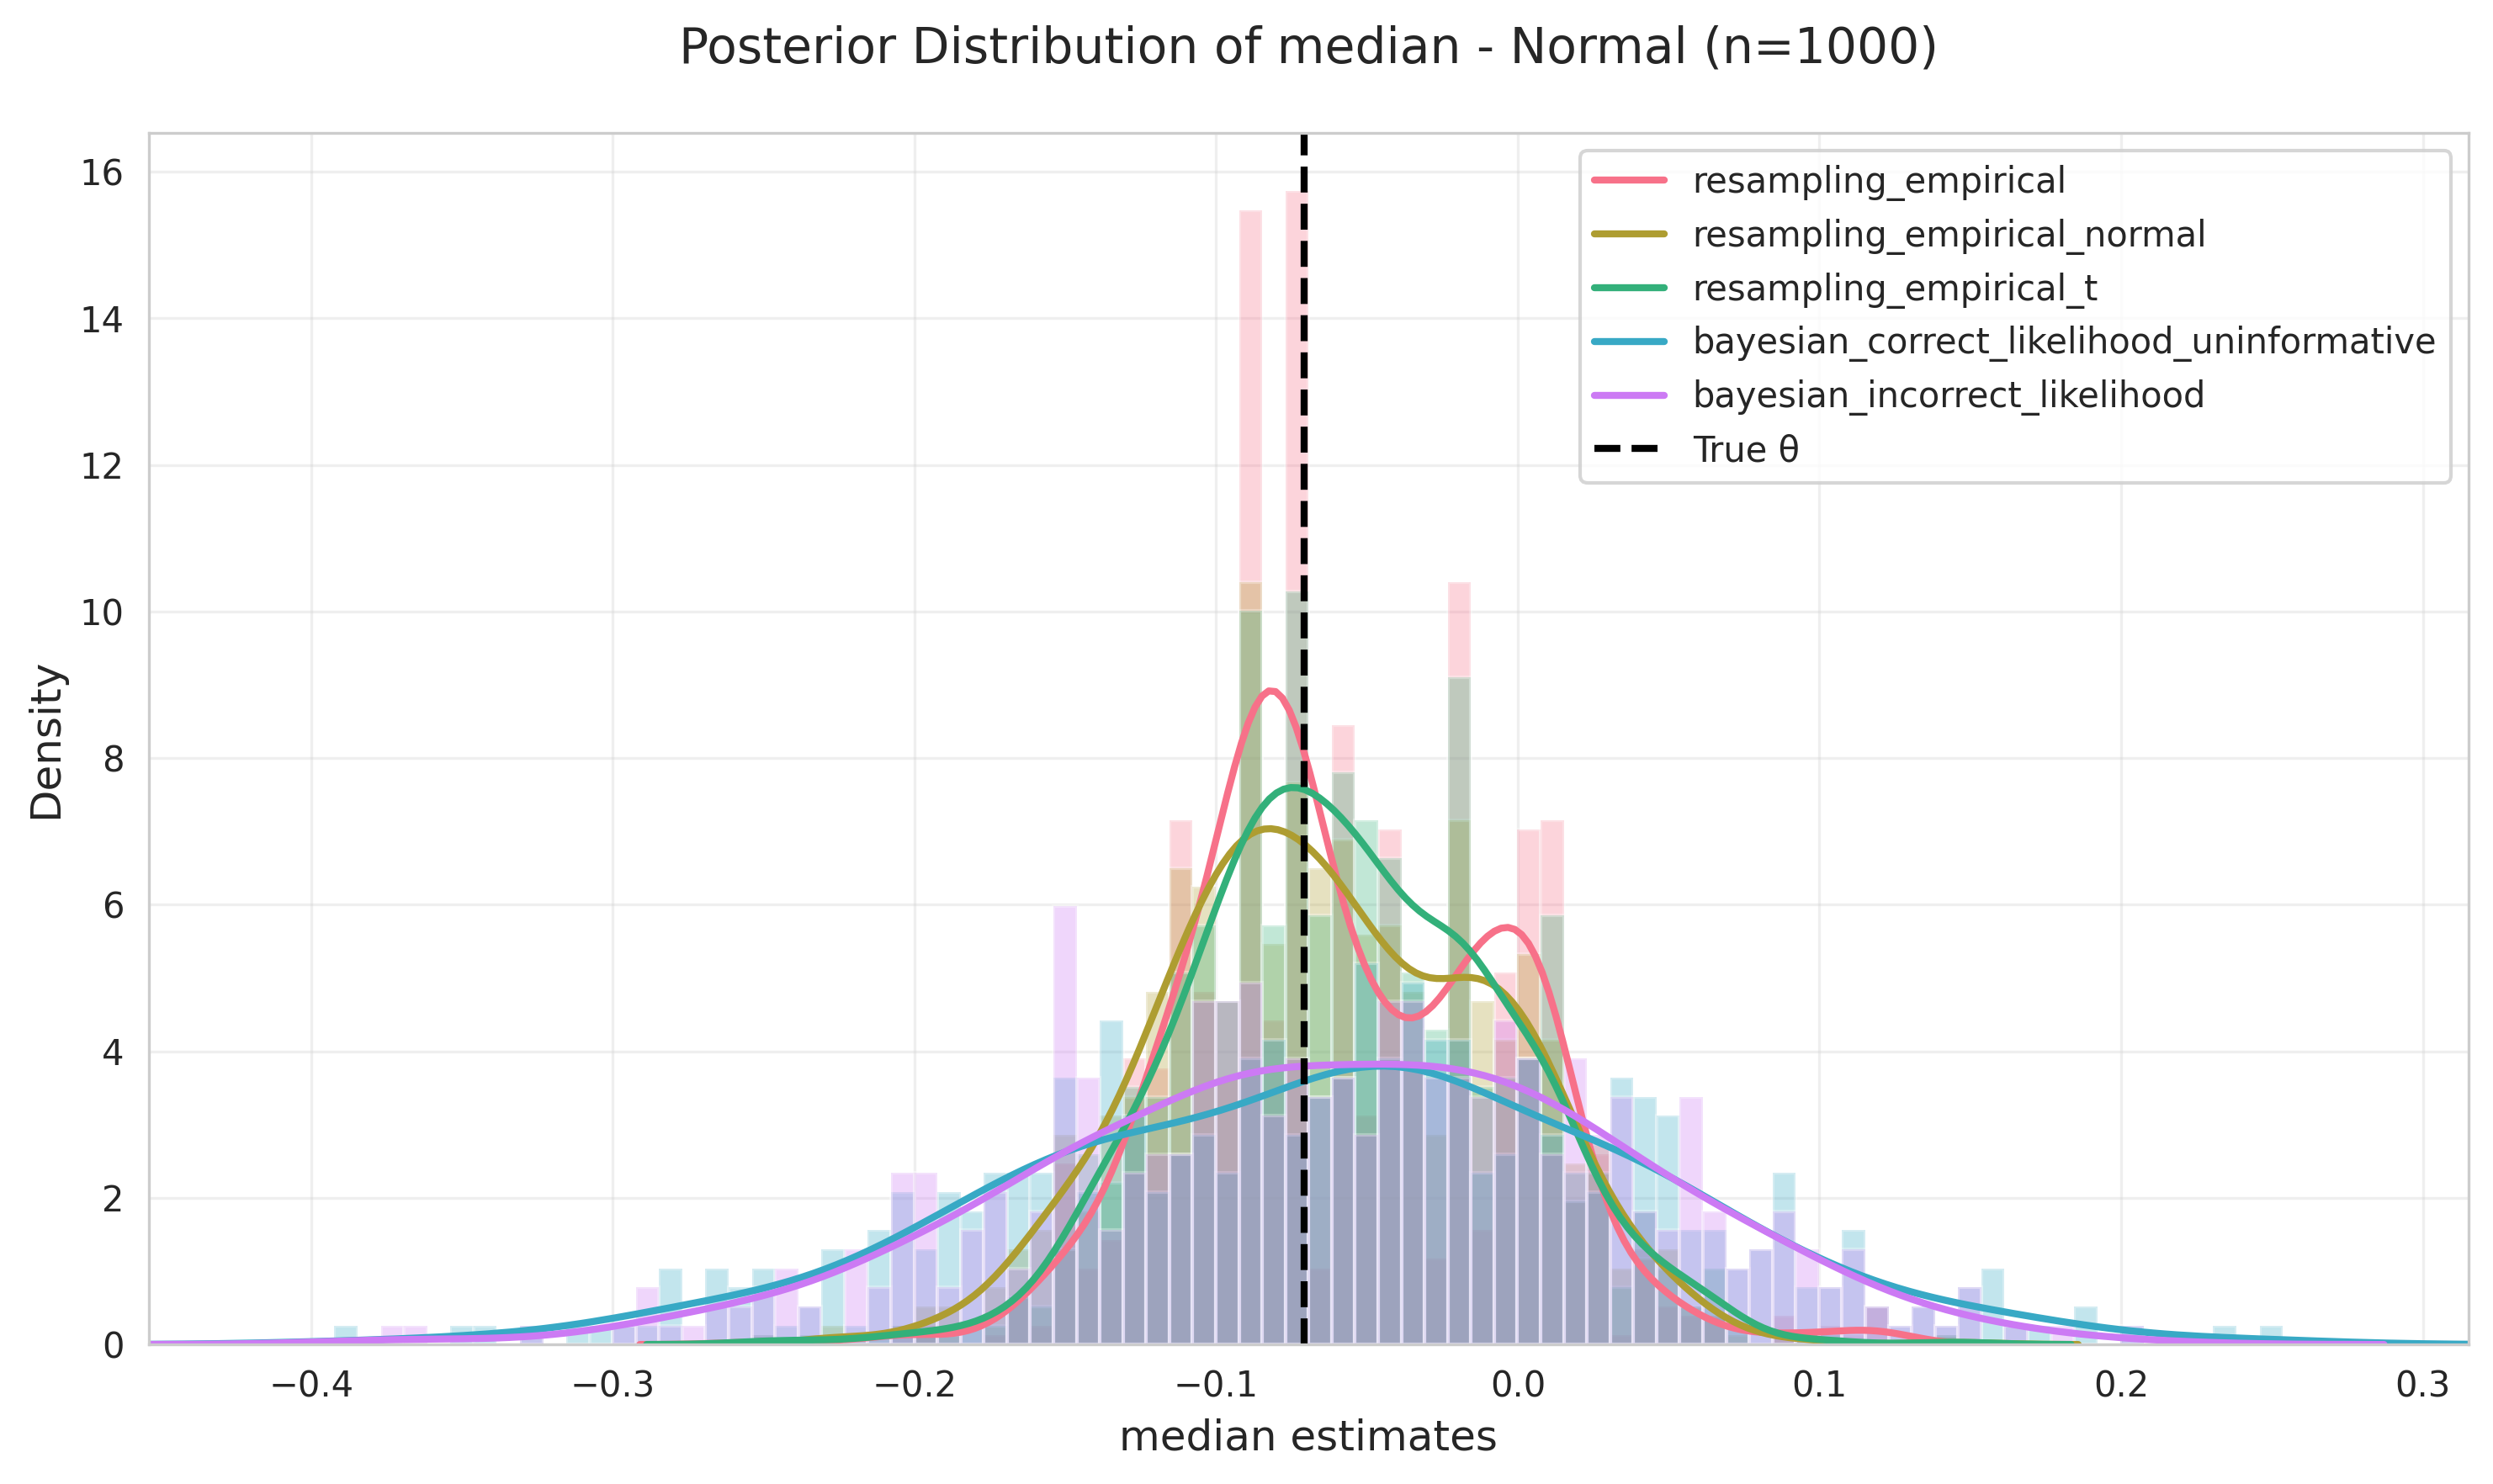 Posterior Distribution of median - Normal (n=1000)
16
14
12
10
8
6
4
2
0
Density
resampling_empirical
resampling_empirical_normal
resampling_empirical_t
bayesian_correct_likelihood_uninformative
bayesian_incorrect_likelihood
True θ
−0.4 −0.3 −0.2 −0.1 0.0 0.1 0.2 0.3
median estimates